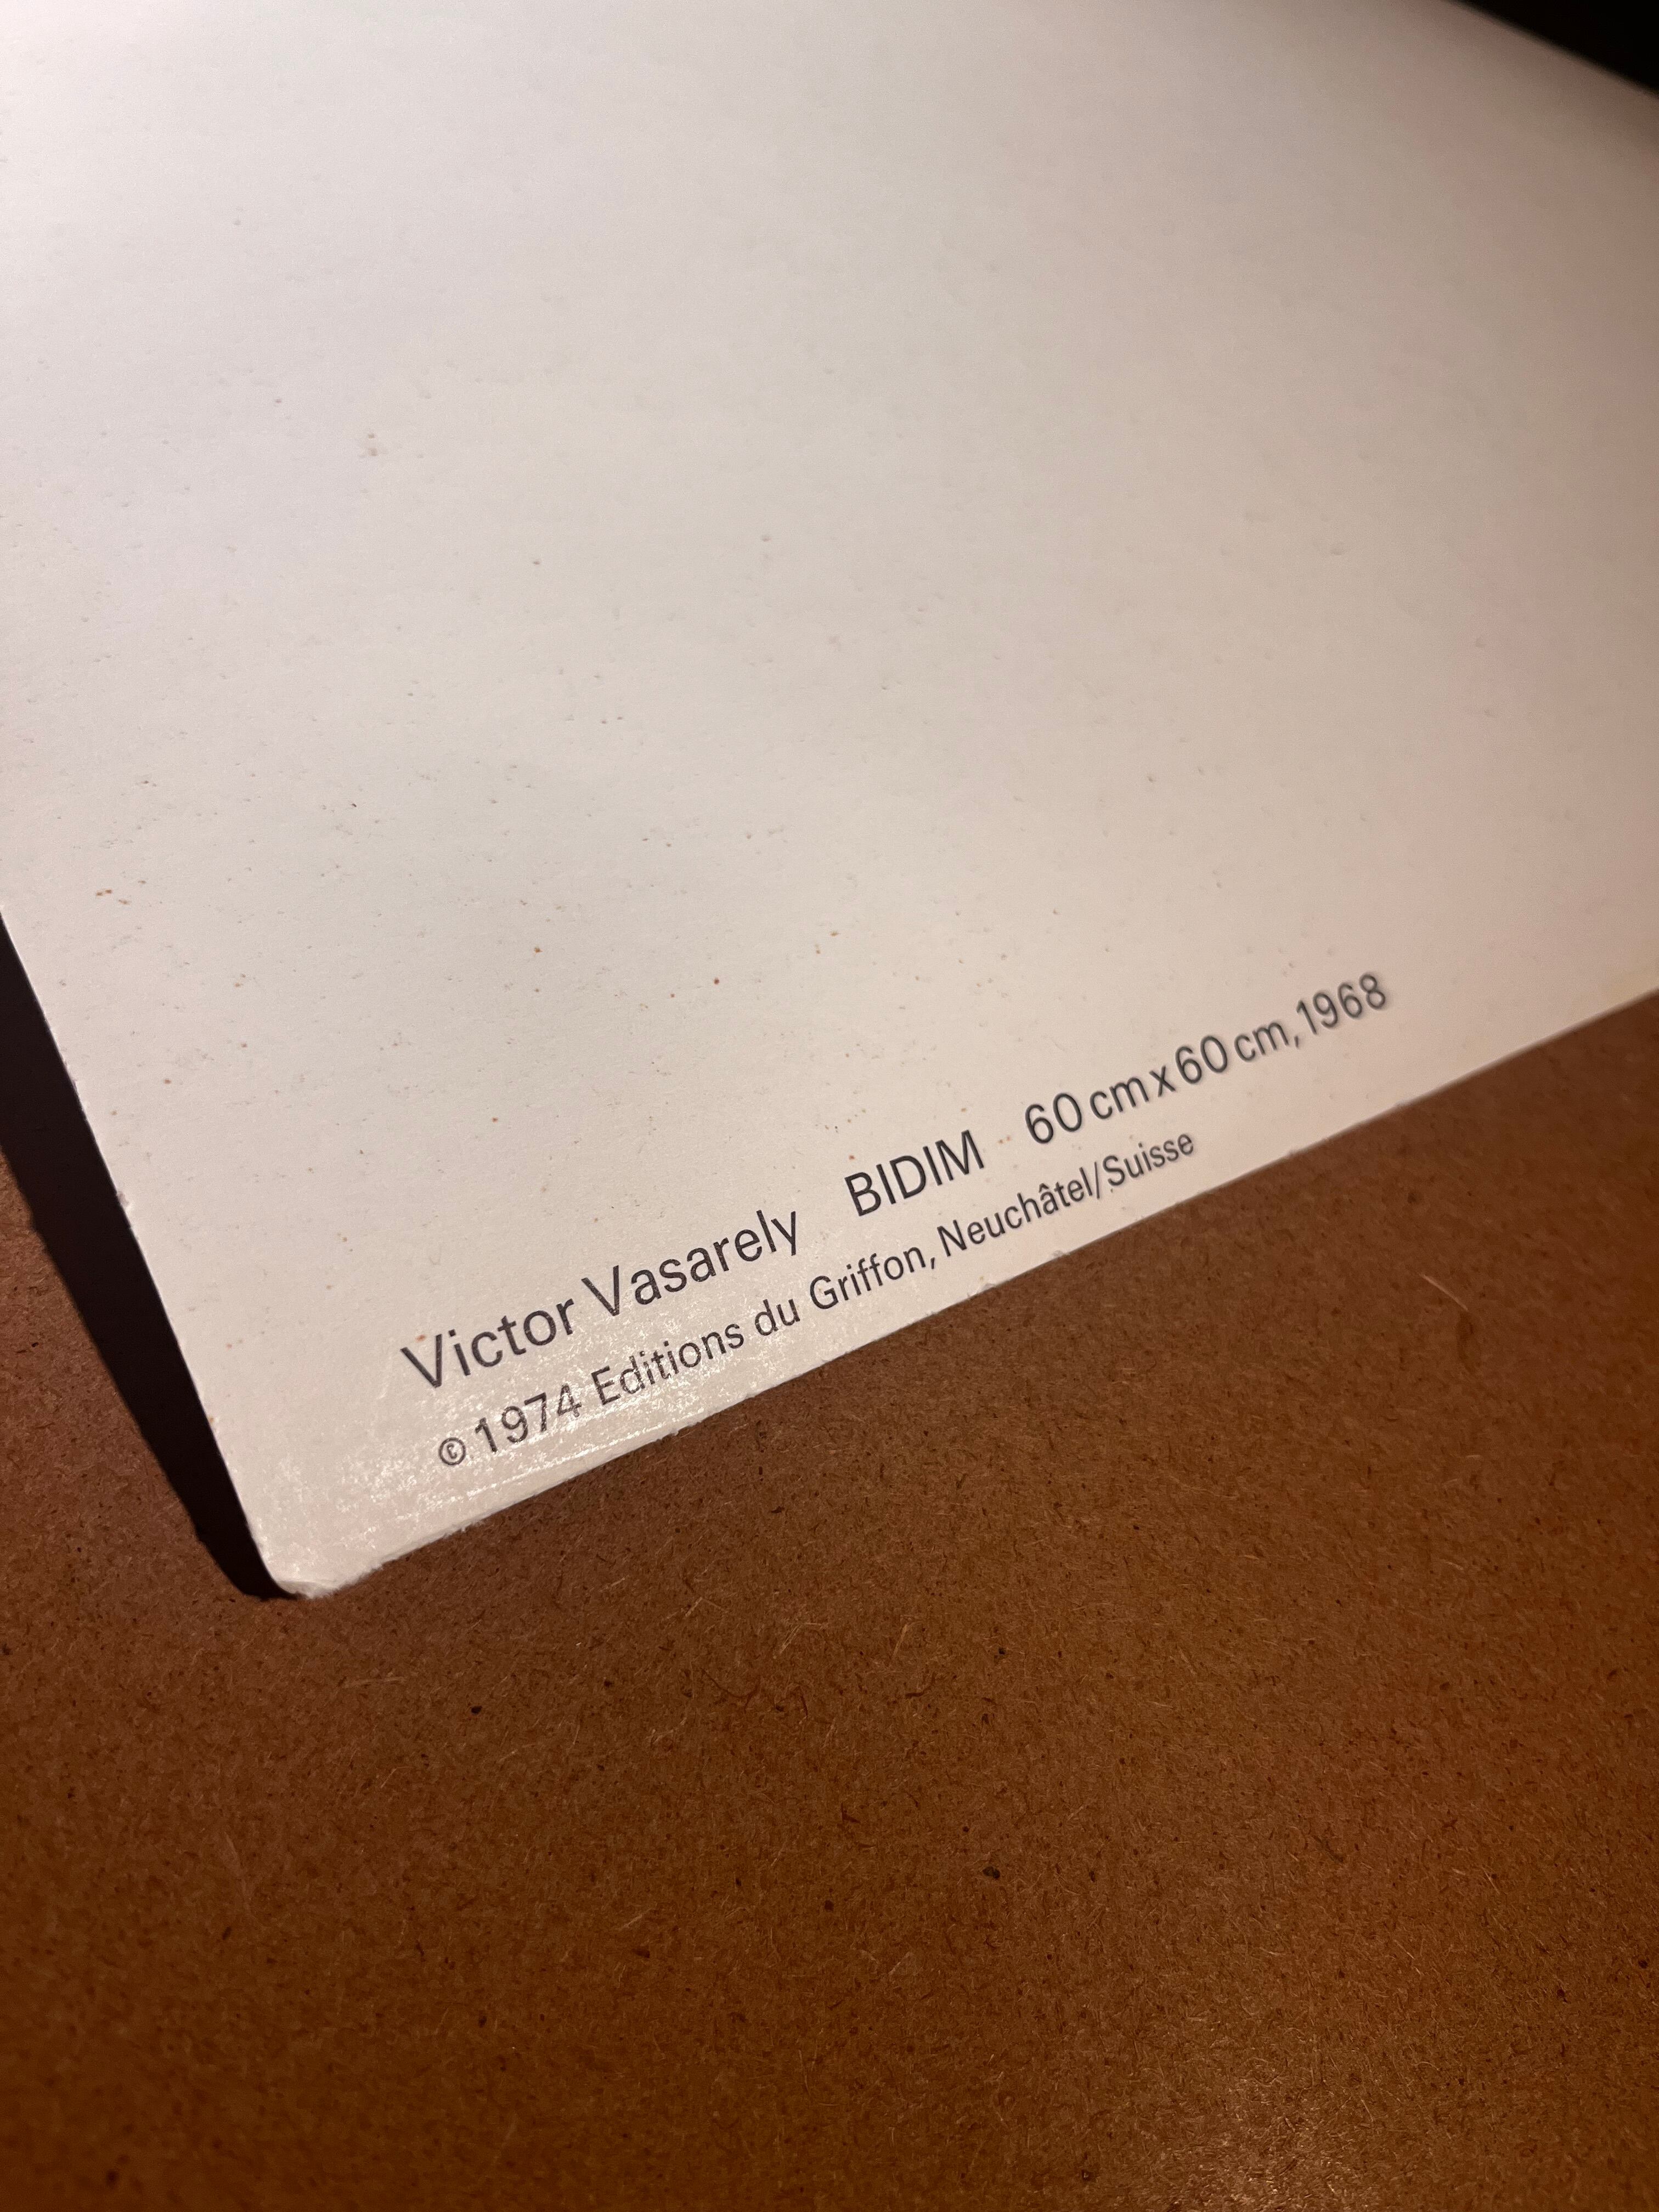 Victor Vasarely BIDIM 60 cm x 60 cm, 1968
© 1974 Editions du Griffon, Neuchâtel/Suisse